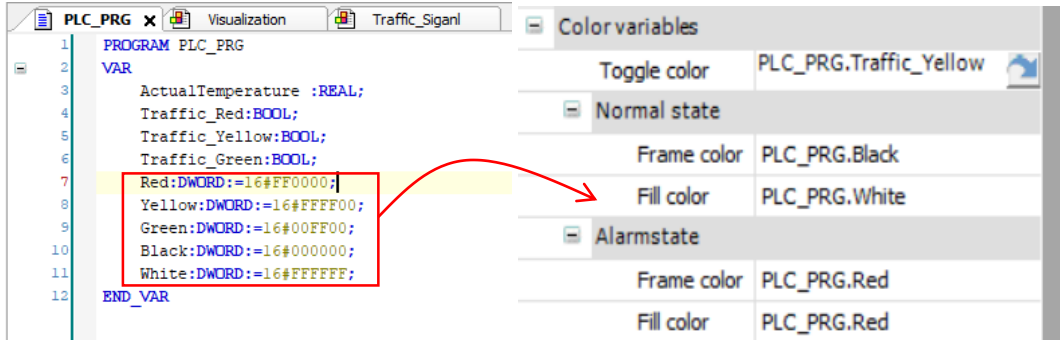 PLC_PRG Visualization Traffic_Siganl
1 PROGRAM PLC_PRG
2 VAR
3 ActualTemperature :REAL;
4 Traffic_Red:BOOL;
5 Traffic_Yellow:BOOL;
6 Traffic_Green:BOOL;
7 Red:DWORD:=16#FF0000;
8 Yellow:DWORD:=16#FFFF00;
9 Green:DWORD:=16#00FF00;
10 Black:DWORD:=16#000000;
11 White:DWORD:=16#FFFFFF;
12 END_VAR
Color variables
Toggle color PLC_PRG.Traffic_Yellow
Normal state
Frame color PLC_PRG.Black
Fill color PLC_PRG.White
Alarmstate
Frame color PLC_PRG.Red
Fill color PLC_PRG.Red